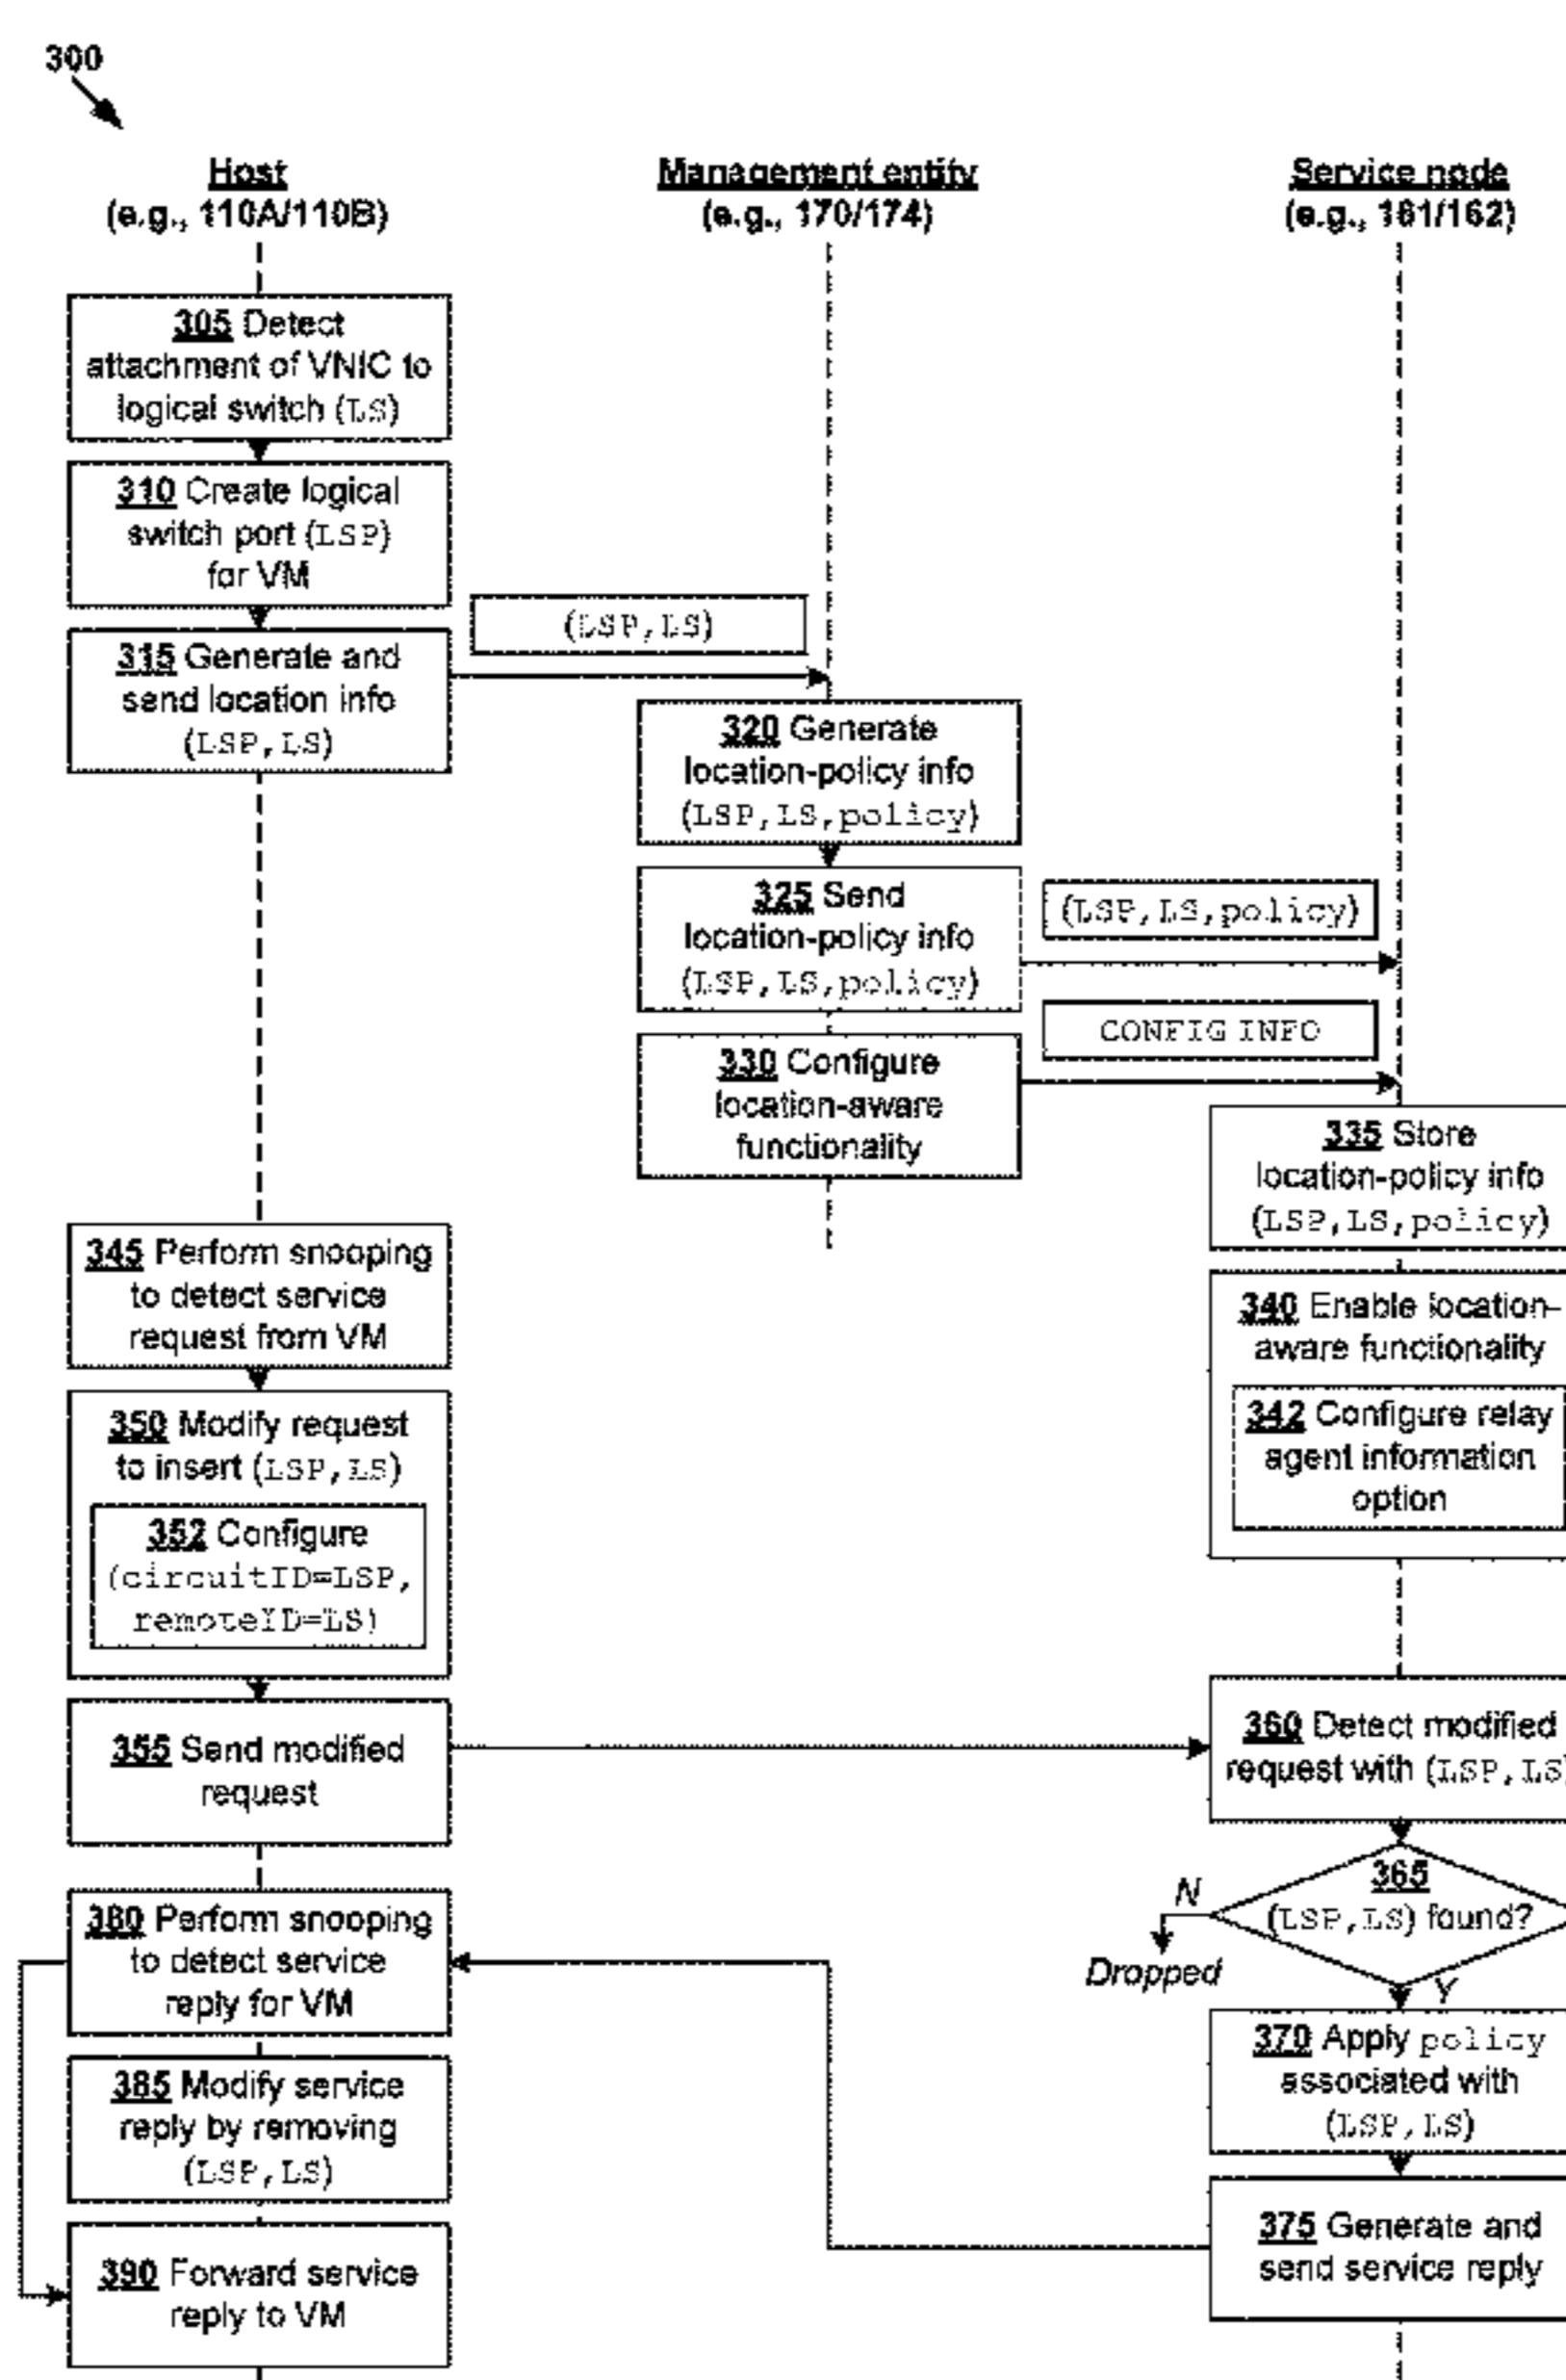 300
Host
(e.g., 110A/110B)
Management entity
(e.g., 170/174)
Service node
(e.g., 161/162)
305 Detect
attachment of VNIC to
logical switch (LS)
310 Create logical
switch port (LSP)
for VM
315 Generate and
send location info
(LSP, LS)
(LSP, LS)
320 Generate
location-policy info
(LSP, LS, policy)
325 Send
location-policy info
(LSP, LS, policy)
(LSP, LS, policy)
330 Configure
location-aware
functionality
CONFIG INFO
335 Store
location-policy info
(LSP, LS, policy)
340 Enable location-
aware functionality
342 Configure relay
agent information
option
345 Perform snooping
to detect service
request from VM
350 Modify request
to insert (LSP, LS)
352 Configure
(circuitID=LSP,
remoteID=LS)
355 Send modified
request
360 Detect modified
request with (LSP, LS)
365
(LSP, LS) found?
N
Dropped
Y
370 Apply policy
associated with
(LSP, LS)
375 Generate and
send service reply
380 Perform snooping
to detect service
reply for VM
385 Modify service
reply by removing
(LSP, LS)
390 Forward service
reply to VM